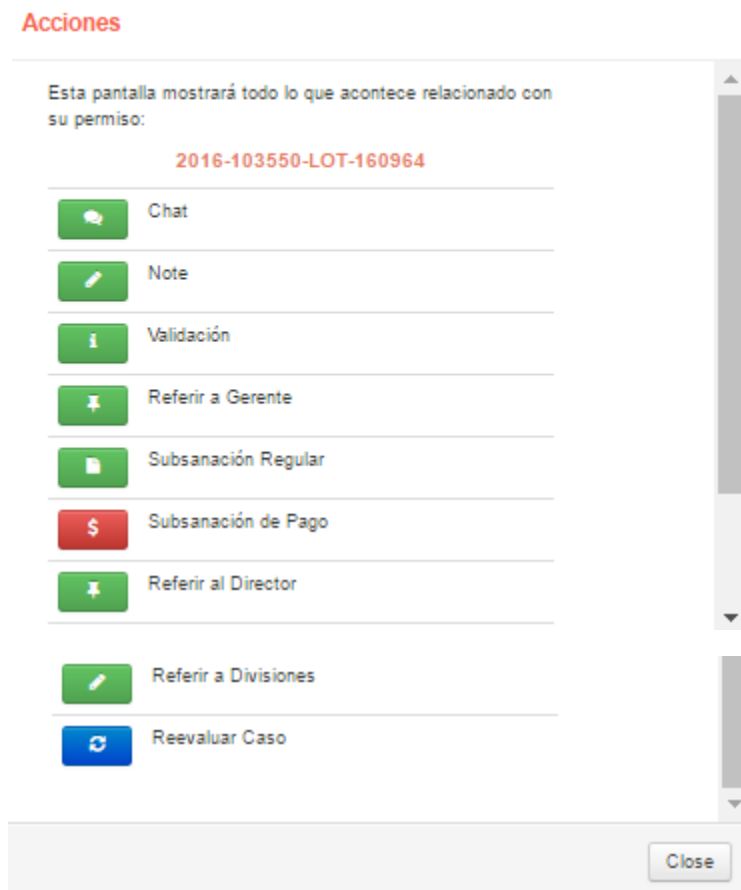 Acciones
Esta pantalla mostrará todo lo que acontece relacionado con
su permiso:
2016-103550-LOT-160964
Chat
Note
Validación
Referir a Gerente
Subsanación Regular
$ Subsanación de Pago
Referir al Director
Referir a Divisiones
Reevaluar Caso
Close